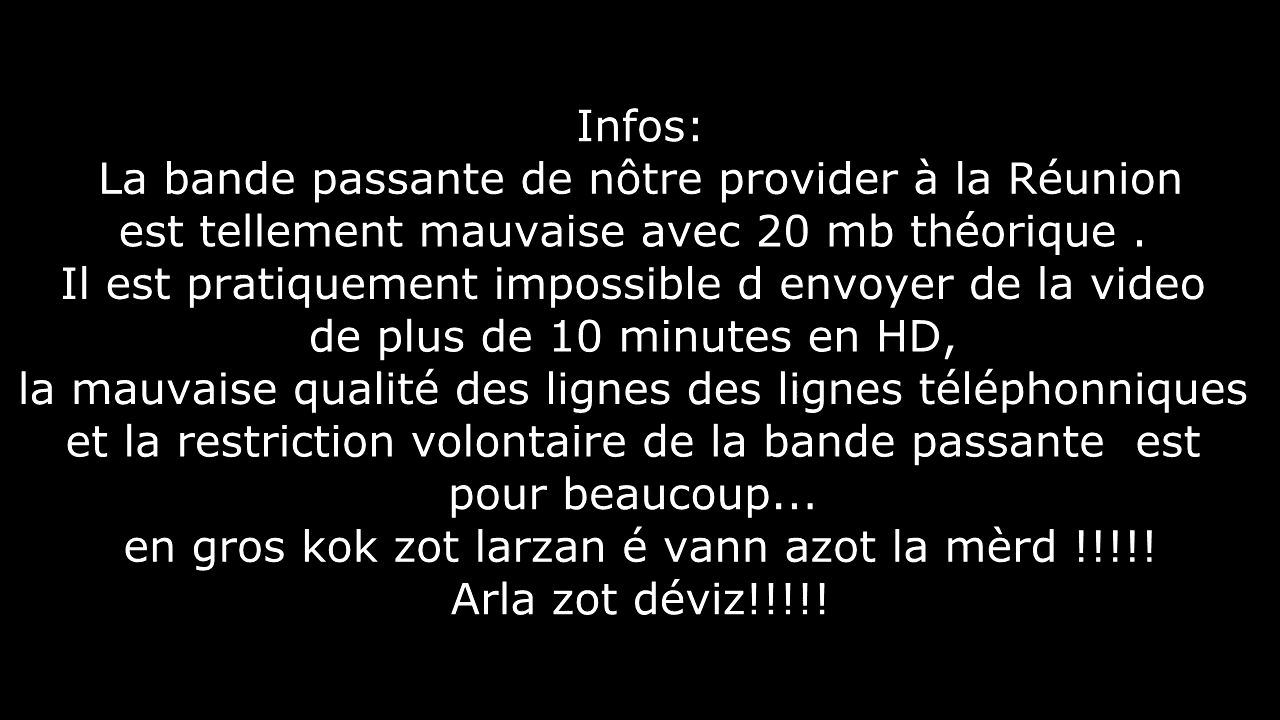 Infos:
La bande passante de nôtre provider à la Réunion
est tellement mauvaise avec 20 mb théorique .
Il est pratiquement impossible d envoyer de la video
de plus de 10 minutes en HD,
la mauvaise qualité des lignes des lignes téléphonniques
et la restriction volontaire de la bande passante  est
pour beaucoup...
en gros kok zot larzan é vann azot la mèrd !!!!!
Arla zot déviz!!!!!